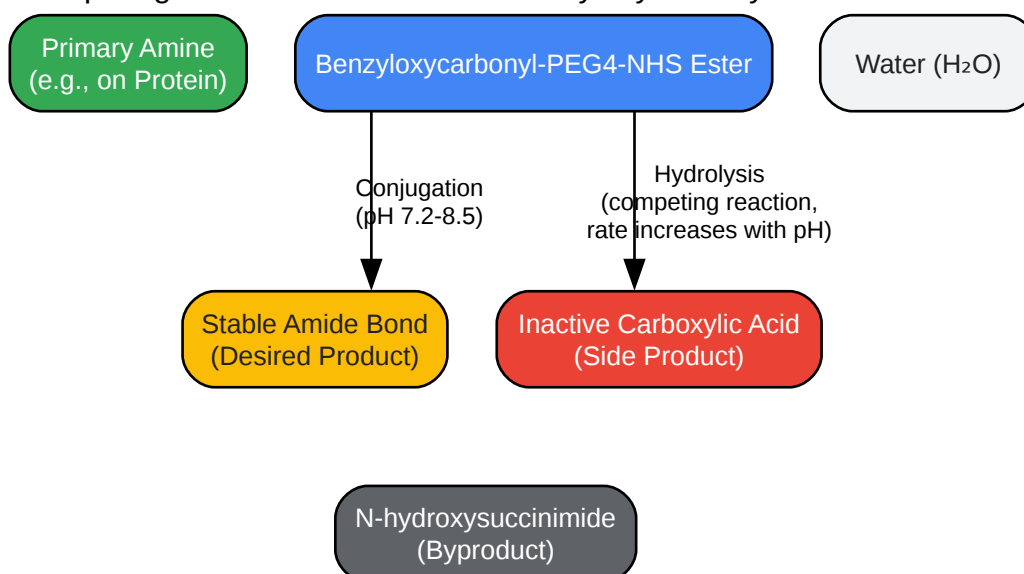 Primary Amine
(e.g., on Protein)
Benzyloxycarbonyl-PEG4-NHS Ester
Water (H₂O)
Conjugation
(pH 7.2-8.5)
Hydrolysis
(competing reaction,
rate increases with pH)
Stable Amide Bond
(Desired Product)
Inactive Carboxylic Acid
(Side Product)
N-hydroxysuccinimide
(Byproduct)